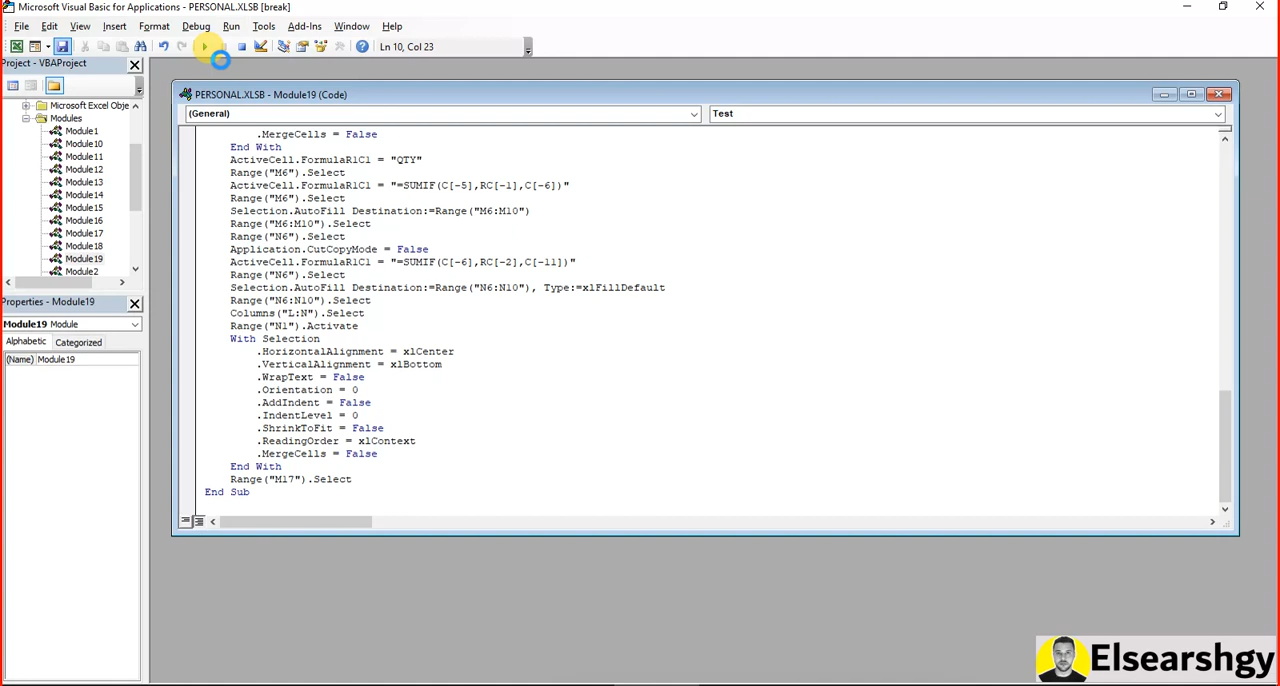 Microsoft Visual Basic for Applications - PERSONAL.XLSB [break]
File Edit View Insert Format Debug Run Tools Add-Ins Window Help
Ln 10, Col 23
Project - VBAProject
Microsoft Excel Obje
Modules
Module1
Module10
Module11
Module12
Module13
Module14
Module15
Module16
Module17
Module18
Module19
Module2
Properties - Module19
Module19 Module
Alphabetic Categorized
(Name) Module19
PERSONAL.XLSB - Module19 (Code)
(General) Test
.MergeCells = False
End With
ActiveCell.FormulaR1C1 = "QTY"
Range("M6").Select
ActiveCell.FormulaR1C1 = "=SUMIF(C[-5],RC[-1],C[-6])"
Range("M6").Select
Selection.AutoFill Destination:=Range("M6:M10")
Range("M6:M10").Select
Range("N6").Select
Application.CutCopyMode = False
ActiveCell.FormulaR1C1 = "=SUMIF(C[-6],RC[-2],C[-11])"
Range("N6").Select
Selection.AutoFill Destination:=Range("N6:N10"), Type:=xlFillDefault
Range("N6:N10").Select
Columns("L:N").Select
Range("N1").Activate
With Selection
.HorizontalAlignment = xlCenter
.VerticalAlignment = xlBottom
.WrapText = False
.Orientation = 0
.AddIndent = False
.IndentLevel = 0
.ShrinkToFit = False
.ReadingOrder = xlContext
.MergeCells = False
End With
Range("M17").Select
End Sub
Elsearshgy